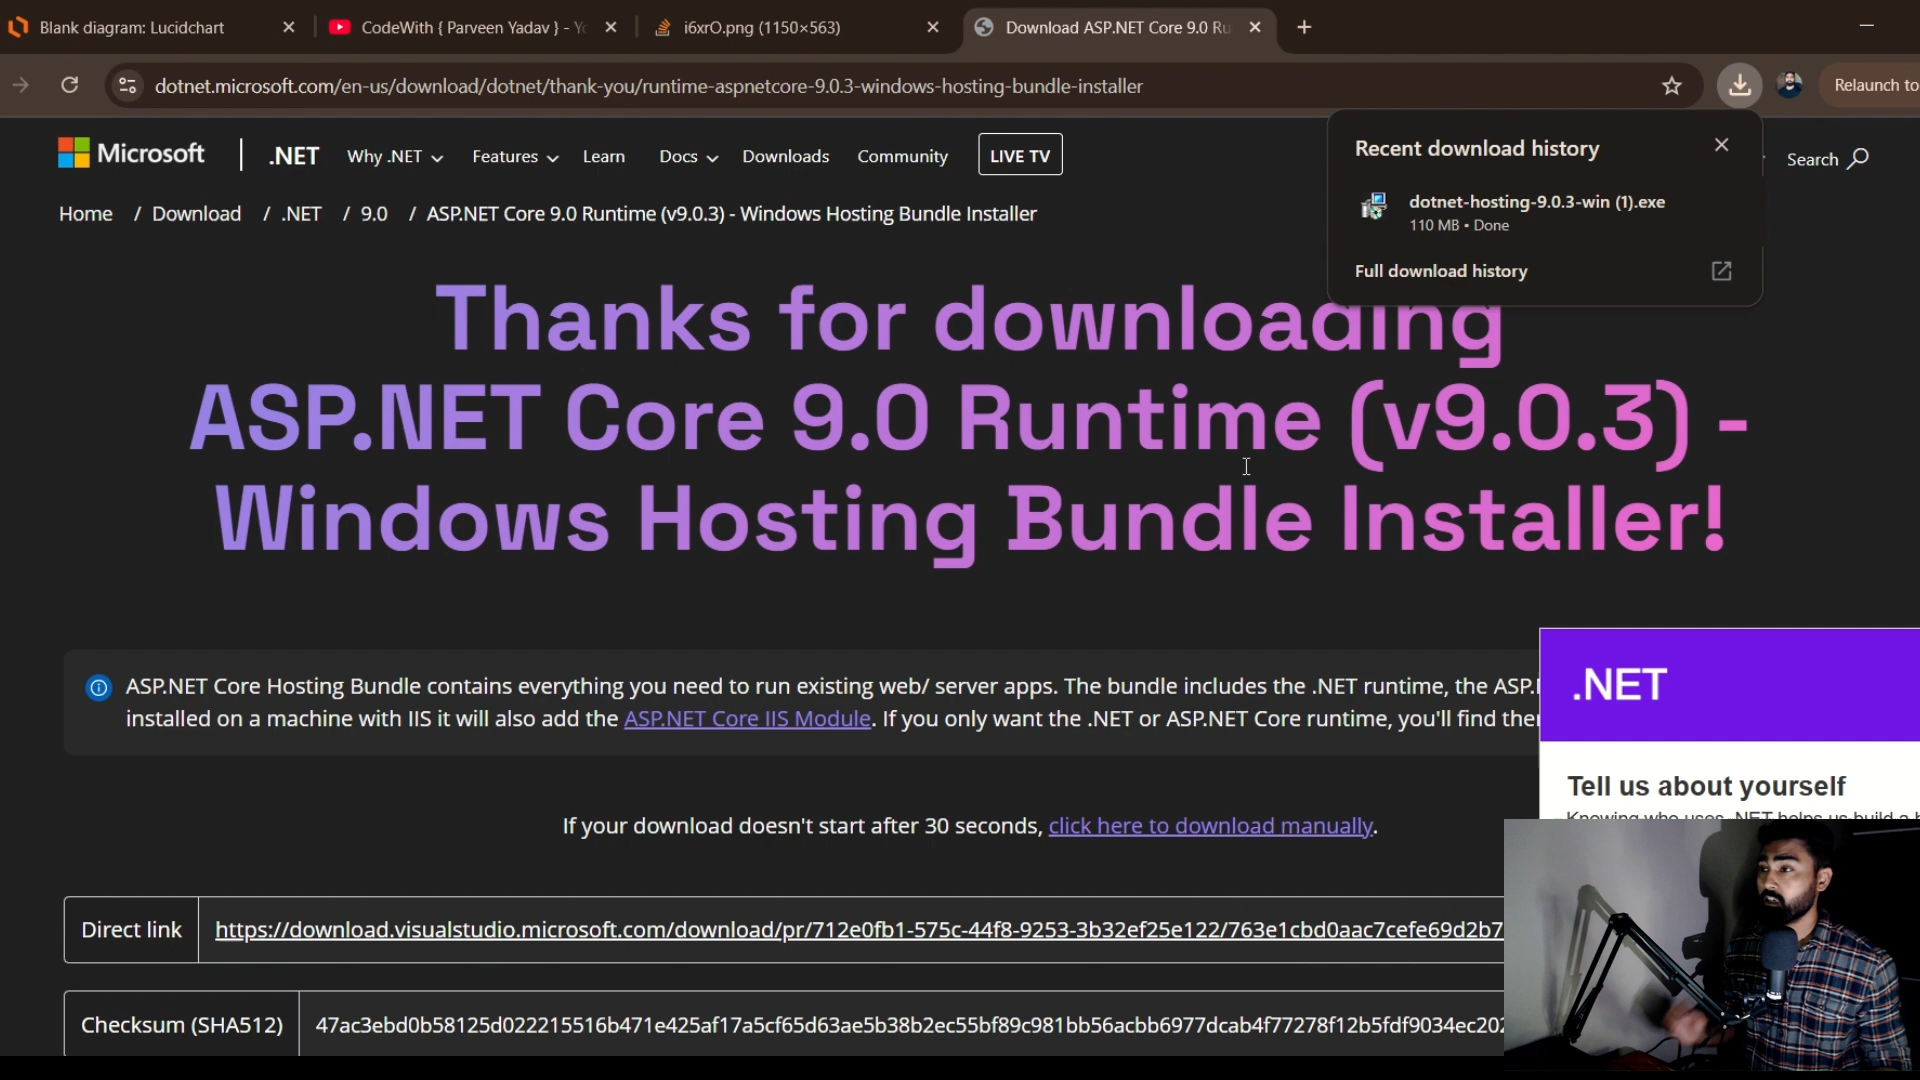 Blank diagram: Lucidchart
CodeWith { Parveen Yadav } - Yo
i6xrO.png (1150×563)
Download ASP.NET Core 9.0 Ru
dotnet.microsoft.com/en-us/download/dotnet/thank-you/runtime-aspnetcore-9.0.3-windows-hosting-bundle-installer
Relaunch to
Microsoft
.NET
Why .NET
Features
Learn
Docs
Downloads
Community
LIVE TV
Search
Recent download history
dotnet-hosting-9.0.3-win (1).exe
110 MB • Done
Full download history
Home / Download / .NET / 9.0 / ASP.NET Core 9.0 Runtime (v9.0.3) - Windows Hosting Bundle Installer
Thanks for downloading
ASP.NET Core 9.0 Runtime (v9.0.3) -
Windows Hosting Bundle Installer!
ASP.NET Core Hosting Bundle contains everything you need to run existing web/ server apps. The bundle includes the .NET runtime, the ASP.
installed on a machine with IIS it will also add the ASP.NET Core IIS Module. If you only want the .NET or ASP.NET Core runtime, you'll find
.NET
Tell us about yourself
Knowing who uses .NET helps us build a
If your download doesn't start after 30 seconds, click here to download manually.
Direct link
https://download.visualstudio.microsoft.com/download/pr/712e0fb1-575c-44f8-9253-3b32ef25e122/763e1cbd0aac7cefe69d2b7
Checksum (SHA512)
47ac3ebd0b58125d022215516b471e425af17a5cf65d63ae5b38b2ec55bf89c981bb56acbb6977dcab4f77278f12b5fdf9034ec202